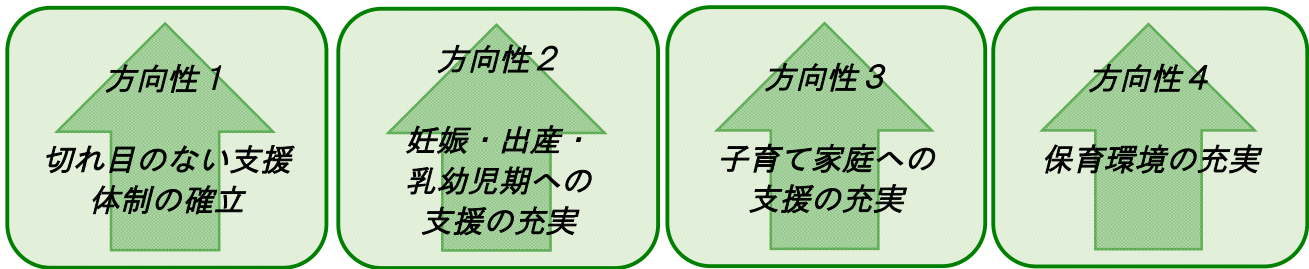 方向性１
切れ目のない支援
体制の確立
方向性２
妊娠・出産・
乳幼児期への
支援の充実
方向性３
子育て家庭への
支援の充実
方向性４
保育環境の充実